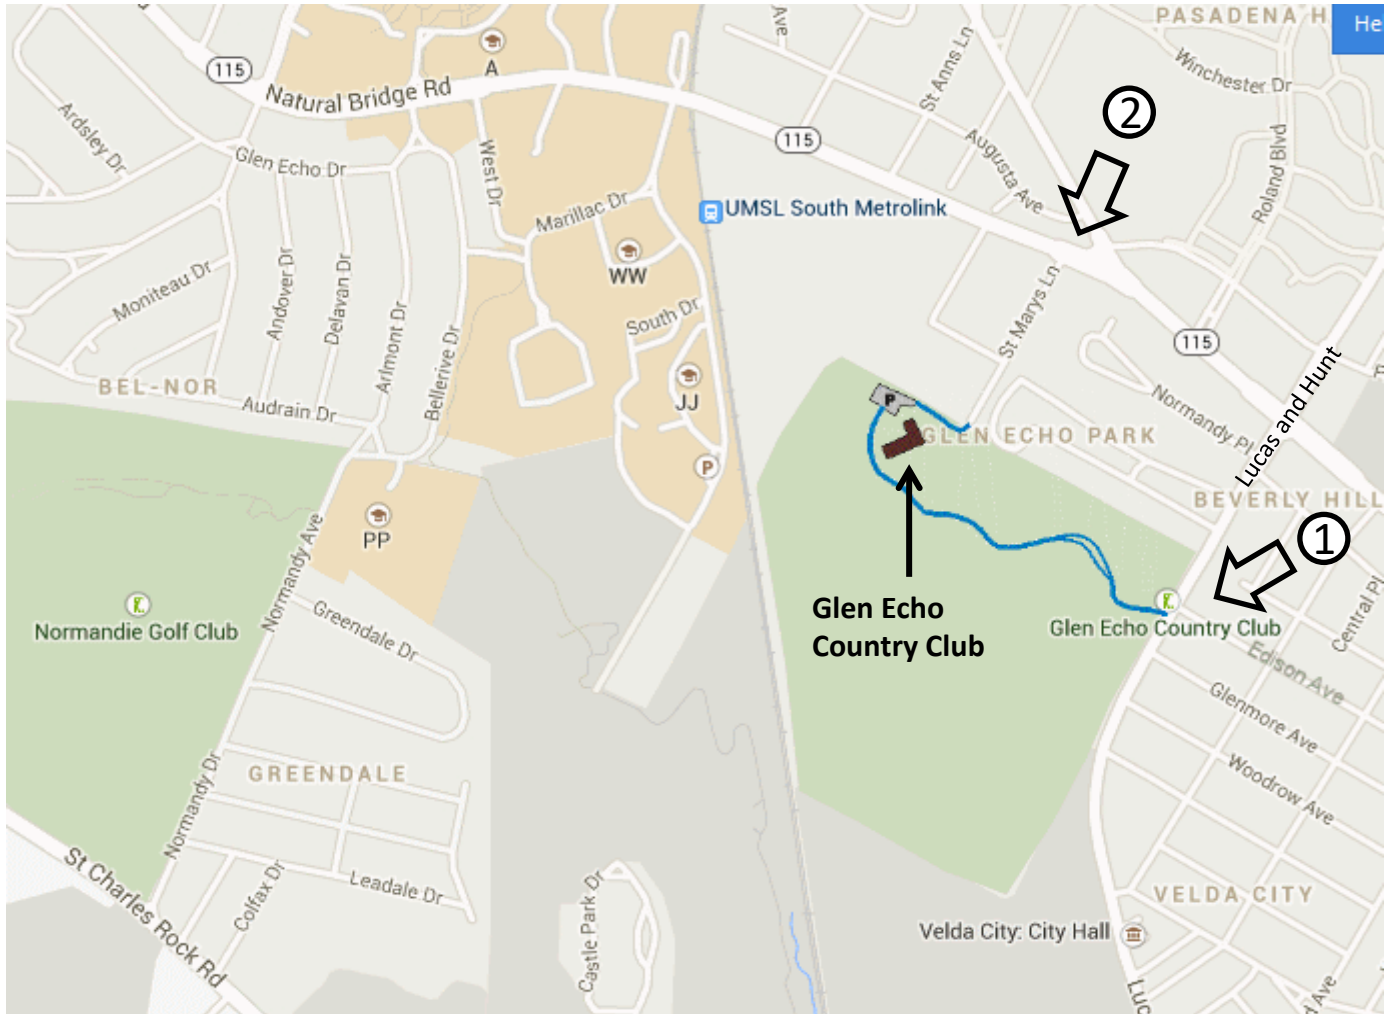 PASADENA H
He
115
A
Natural Bridge Rd
Ave
St Anns Ln
Winchester Dr
2
Ardsley Dr
Glen Echo Dr
West Dr
115
Augusta Ave
Roland Blvd
Marillac Dr
UMSL South Metrolink
Moniteau Dr
Andover Dr
Delavan Dr
Arlmont Dr
Bellerive Dr
WW
South Dr
St Marys Ln
115
Lucas and Hunt
BEL-NOR
Audrain Dr
JJ
P
P
GLEN ECHO PARK
Normandy Pl
BEVERLY HILL
PP
1
Normandy Ave
Normandie Golf Club
Greendale Dr
Glen Echo
Country Club
Glen Echo Country Club
Central Pl
Edison Ave
Glenmore Ave
Woodrow Ave
GREENDALE
Normandy Dr
St Charles Rock Rd
Colfax Dr
Leadale Dr
Castle Park Dr
VELDA CITY
Velda City: City Hall
Luc
d Ave